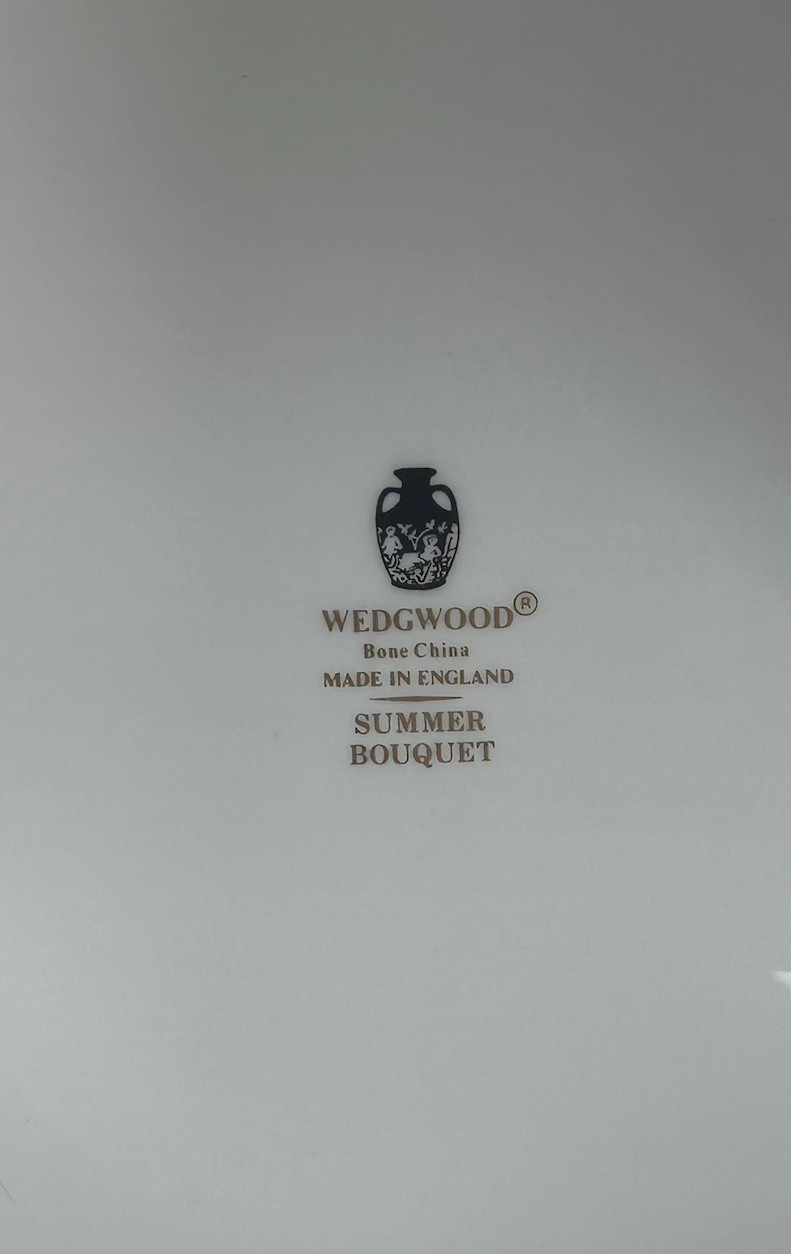 WEDGWOOD®
Bone China
MADE IN ENGLAND
SUMMER
BOUQUET